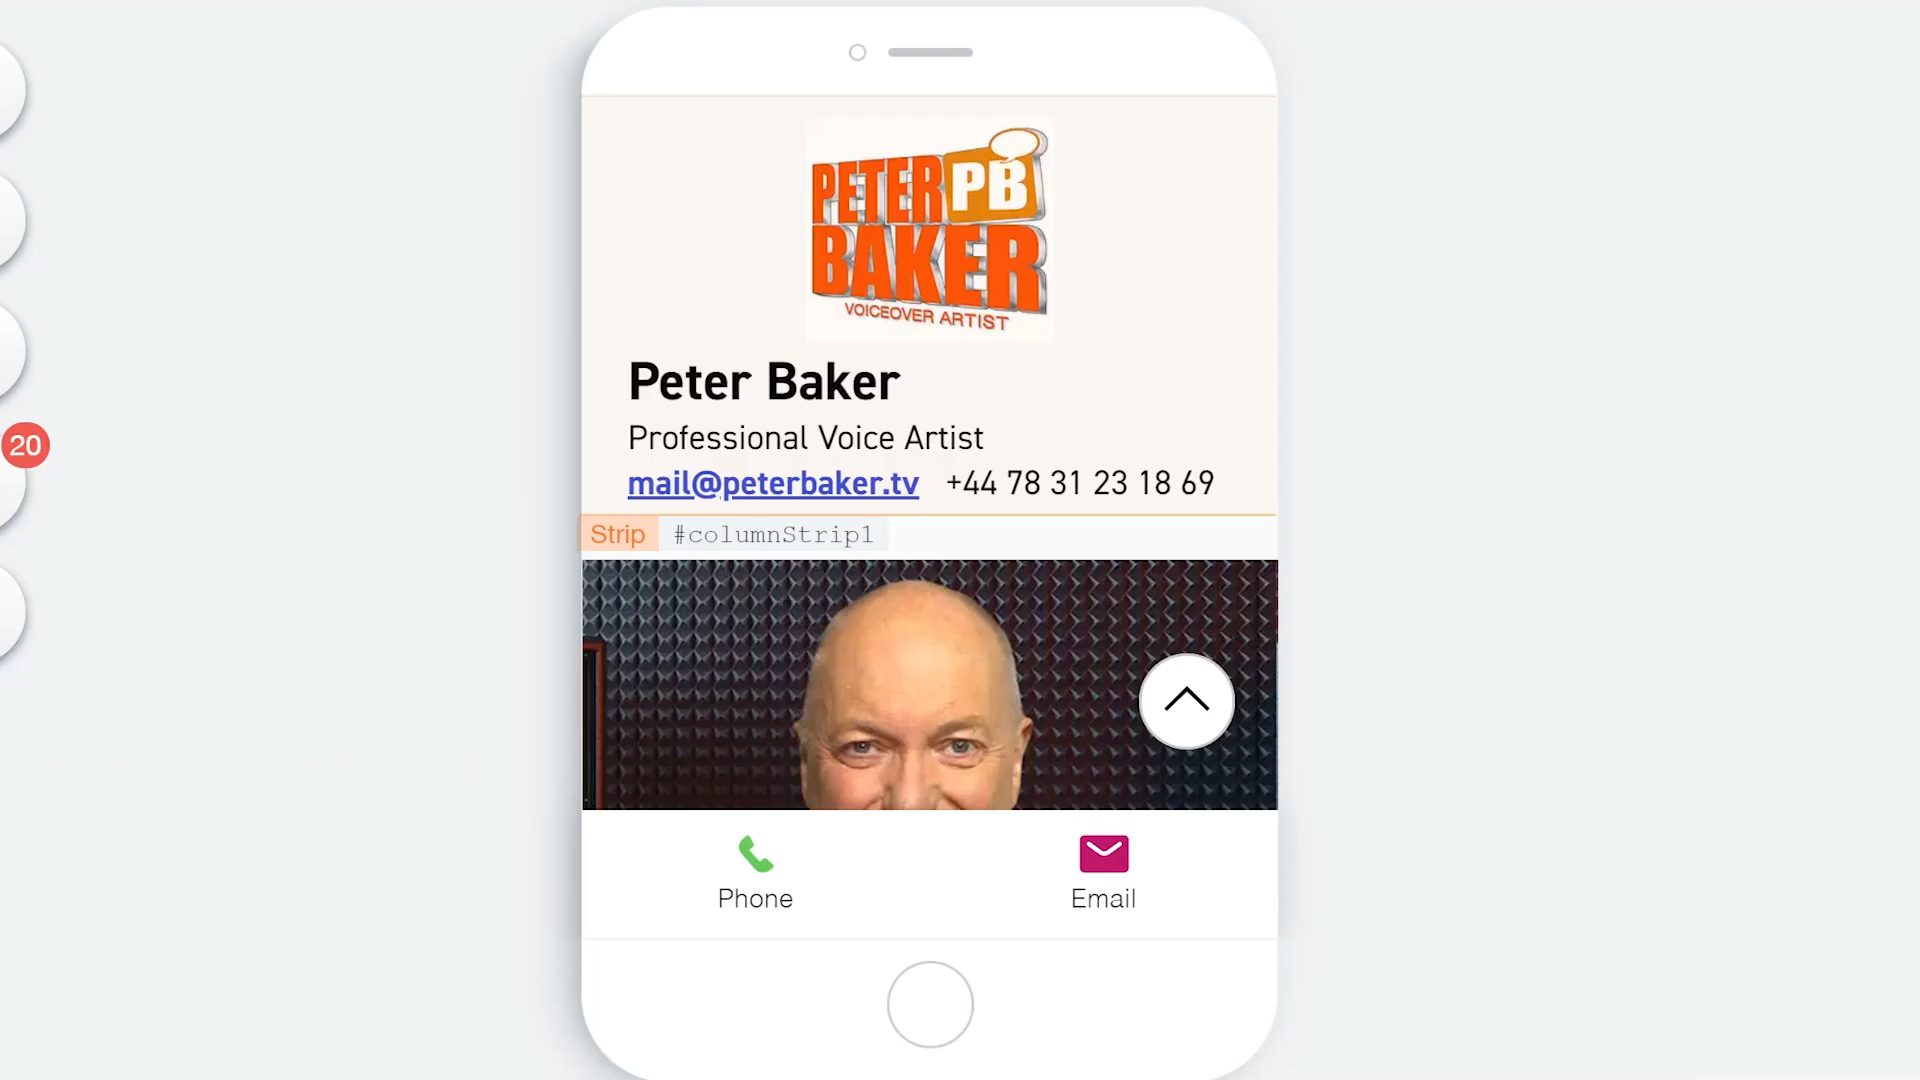 PETER PB
BAKER
VOICEOVER ARTIST
Peter Baker
Professional Voice Artist
mail@peterbaker.tv +44 78 31 23 18 69
Strip #columnStrip1
20
Phone Email